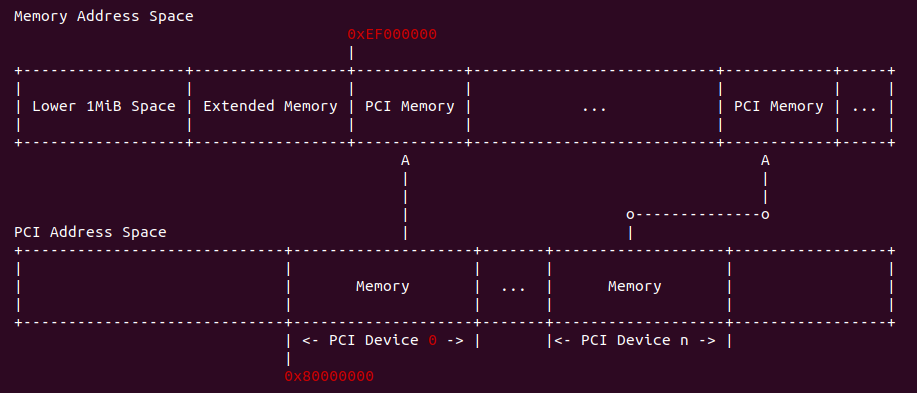 Memory Address Space
0xEF000000
|
+------------------+-----------------+------------+---------------------------+------------+-----+
|                  |                 |            |                           |            |     |
| Lower 1MiB Space | Extended Memory | PCI Memory |            ...            | PCI Memory | ... |
|                  |                 |            |                           |            |     |
+------------------+-----------------+------------+---------------------------+------------+-----+
                                           A                                       A
                                           |                                       |
                                           |                                       |
                                           |                        o--------------o
PCI Address Space                          |                        |
+-----------------------------+--------------------+-------+-------------------+-----------------+
|                             |                    |       |                   |                 |
|                             |       Memory       |  ...  |      Memory       |                 |
|                             |                    |       |                   |                 |
+-----------------------------+--------------------+-------+-------------------+-----------------+
                              | <- PCI Device 0 -> |       |<- PCI Device n -> |
                              |
                              0x80000000